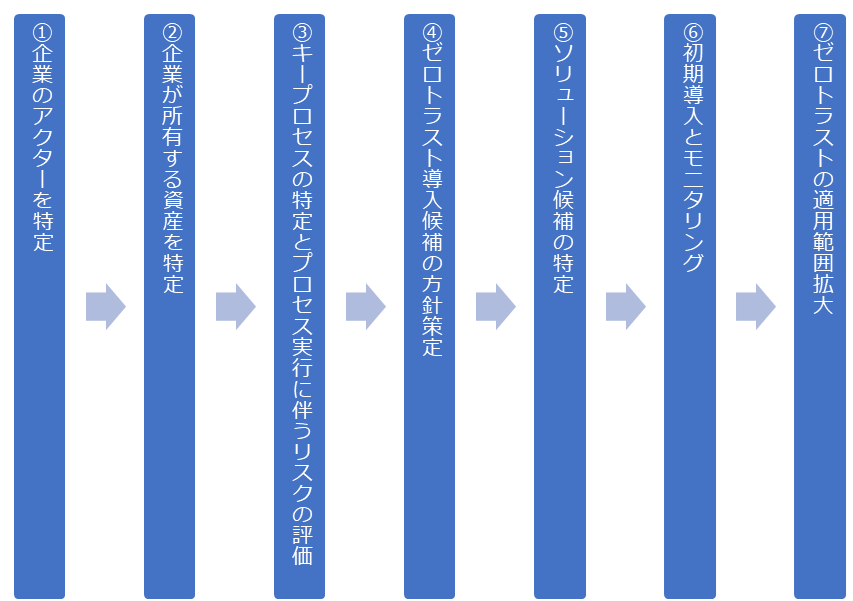 ①企業のアクターを特定
②企業が所有する資産を特定
③キープロセスの特定とプロセス実行に伴うリスクの評価
④ゼロトラスト導入候補の方針策定
⑤ソリューション候補の特定
⑥初期導入とモニタリング
⑦ゼロトラストの適用範囲拡大